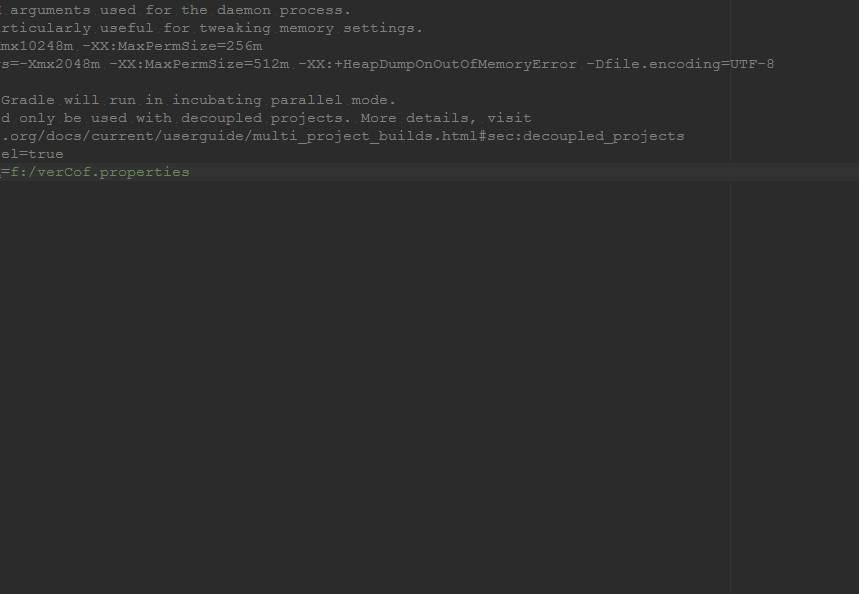 arguments used for the daemon process.
rticularly useful for tweaking memory settings.
mx10248m -XX:MaxPermSize=256m
s=-Xmx2048m -XX:MaxPermSize=512m -XX:+HeapDumpOnOutOfMemoryError -Dfile.encoding=UTF-8
Gradle will run in incubating parallel mode.
d only be used with decoupled projects. More details, visit
.org/docs/current/userguide/multi_project_builds.html#sec:decoupled_projects
el=true
=f:/verCof.properties